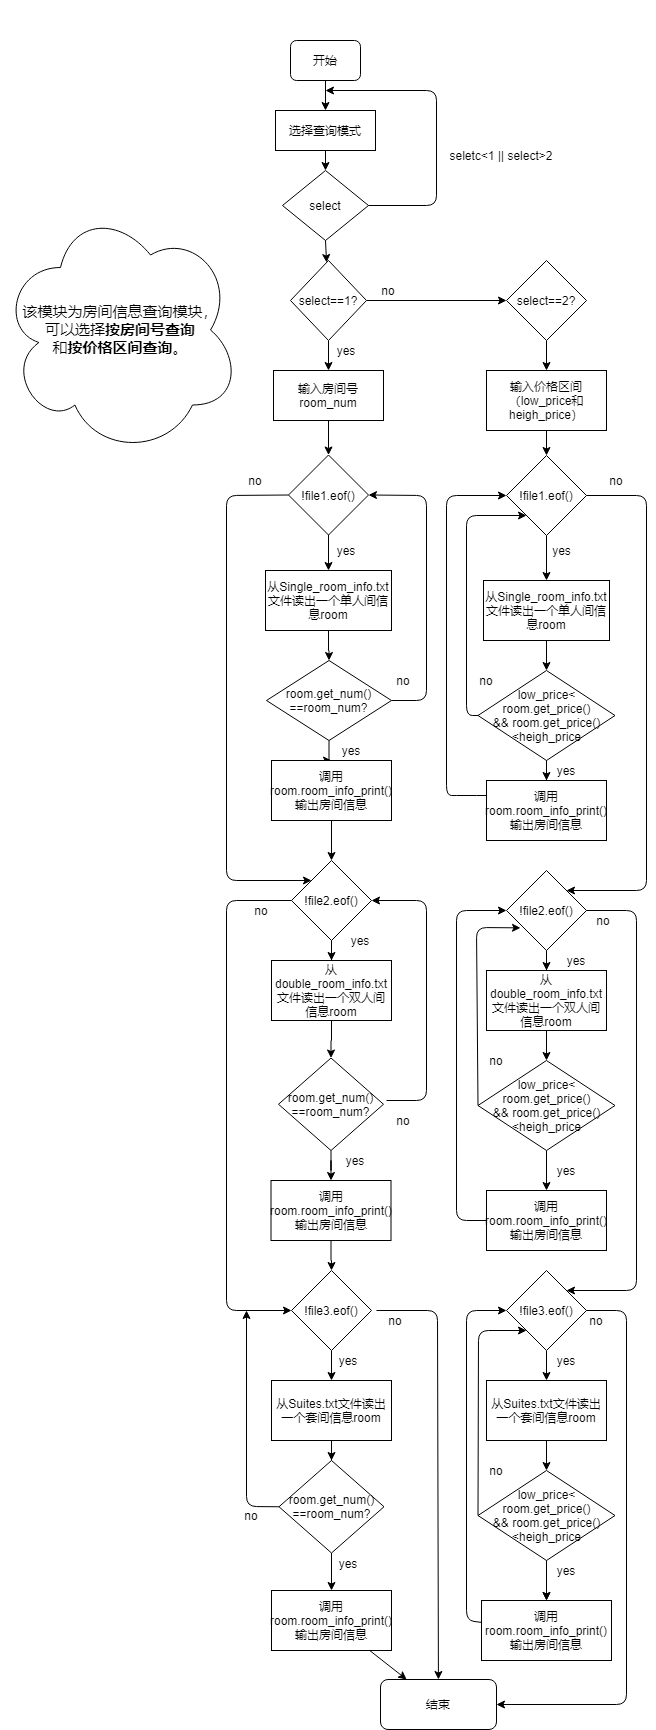 开始
选择查询模式
seletc<1 || select>2
select
该模块为房间信息查询模块,
可以选择按房间号查询
和按价格区间查询。
select==1?
no
select==2?
yes
输入房间号
room_num
输入价格区间
(low_price和
heigh_price)
no
!file1.eof()
!file1.eof()
no
yes
yes
从Single_room_info.txt
文件读出一个单人间信
息room
从Single_room_info.txt
文件读出一个单人间信
息room
room.get_num()
==room_num?
no
no
low_price<
room.get_price()
&& room.get_price()
<heigh_price
yes
yes
调用
room.room_info_print()
输出房间信息
调用
room.room_info_print()
输出房间信息
!file2.eof()
no
!file2.eof()
no
yes
yes
从
double_room_info.txt
文件读出一个双人间
信息room
从
double_room_info.txt
文件读出一个双人间
信息room
room.get_num()
==room_num?
no
no
low_price<
room.get_price()
&& room.get_price()
<heigh_price
yes
yes
调用
room.room_info_print()
输出房间信息
调用
room.room_info_print()
输出房间信息
!file3.eof()
no
!file3.eof()
no
yes
yes
从Suites.txt文件读出
一个套间信息room
从Suites.txt文件读出
一个套间信息room
room.get_num()
==room_num?
no
no
low_price<
room.get_price()
&& room.get_price()
<heigh_price
yes
yes
调用
room.room_info_print()
输出房间信息
调用
room.room_info_print()
输出房间信息
结束